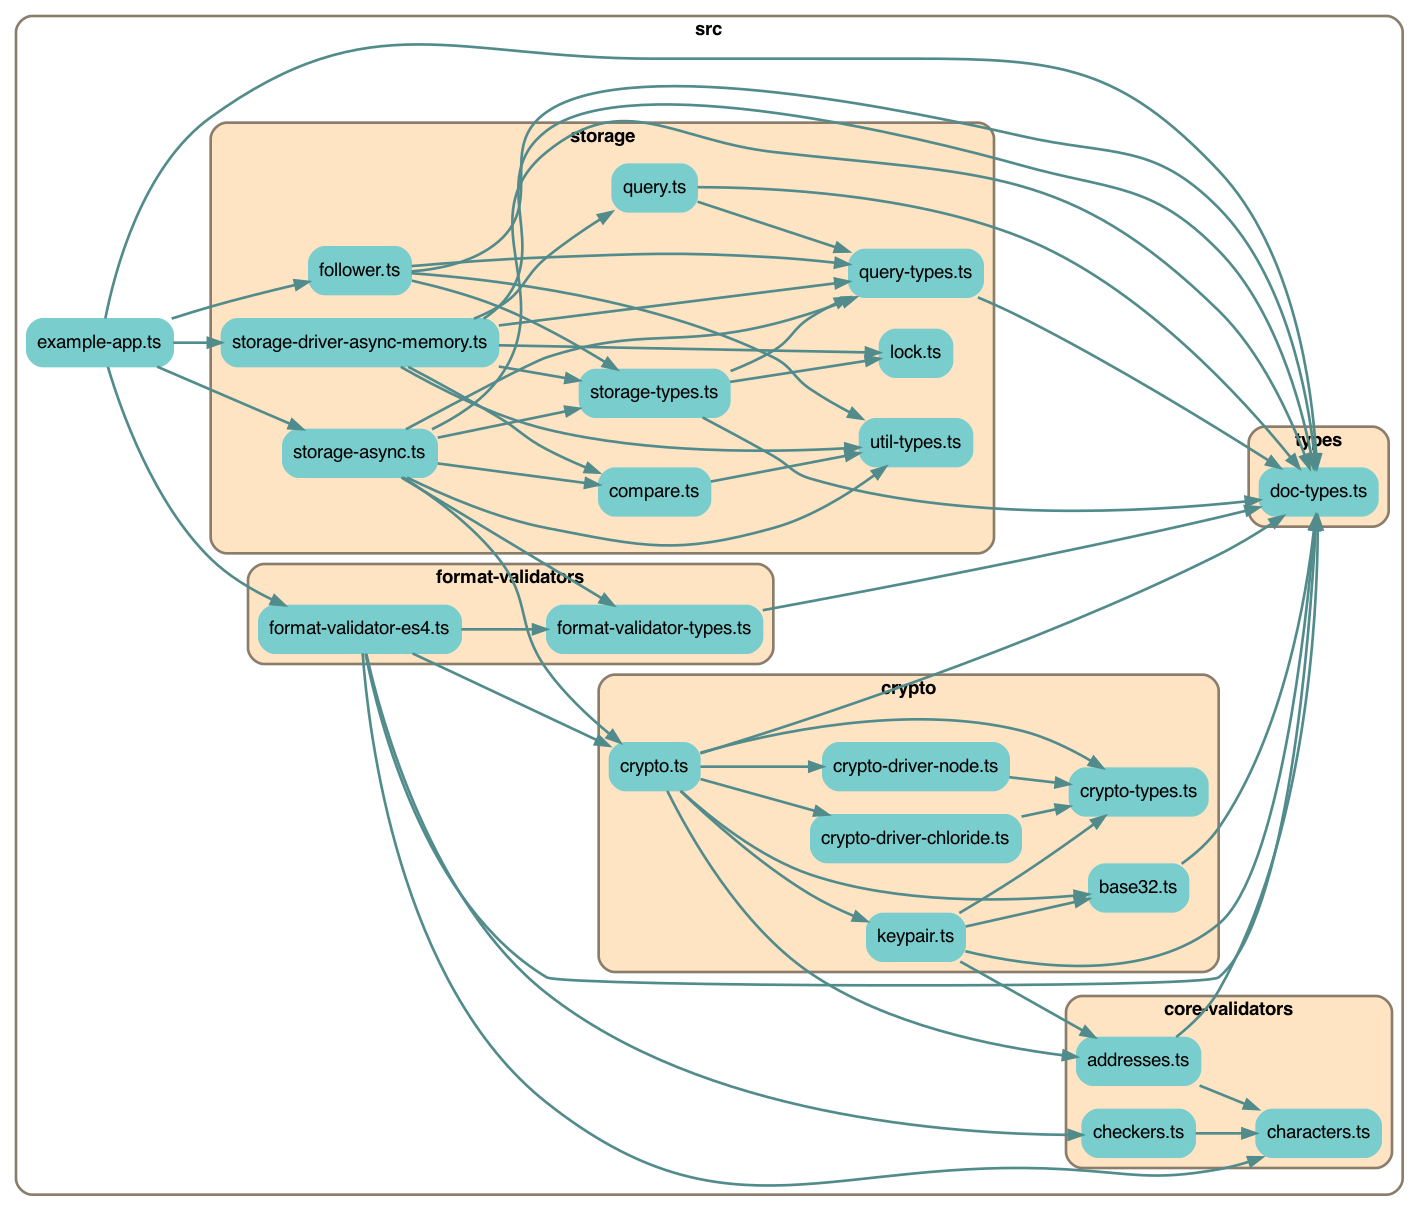 src
storage
query.ts
follower.ts
query-types.ts
example-app.ts
storage-driver-async-memory.ts
lock.ts
storage-types.ts
util-types.ts
storage-async.ts
compare.ts
types
doc-types.ts
format-validators
format-validator-es4.ts
format-validator-types.ts
crypto
crypto.ts
crypto-driver-node.ts
crypto-types.ts
crypto-driver-chloride.ts
base32.ts
keypair.ts
core-validators
addresses.ts
checkers.ts
characters.ts